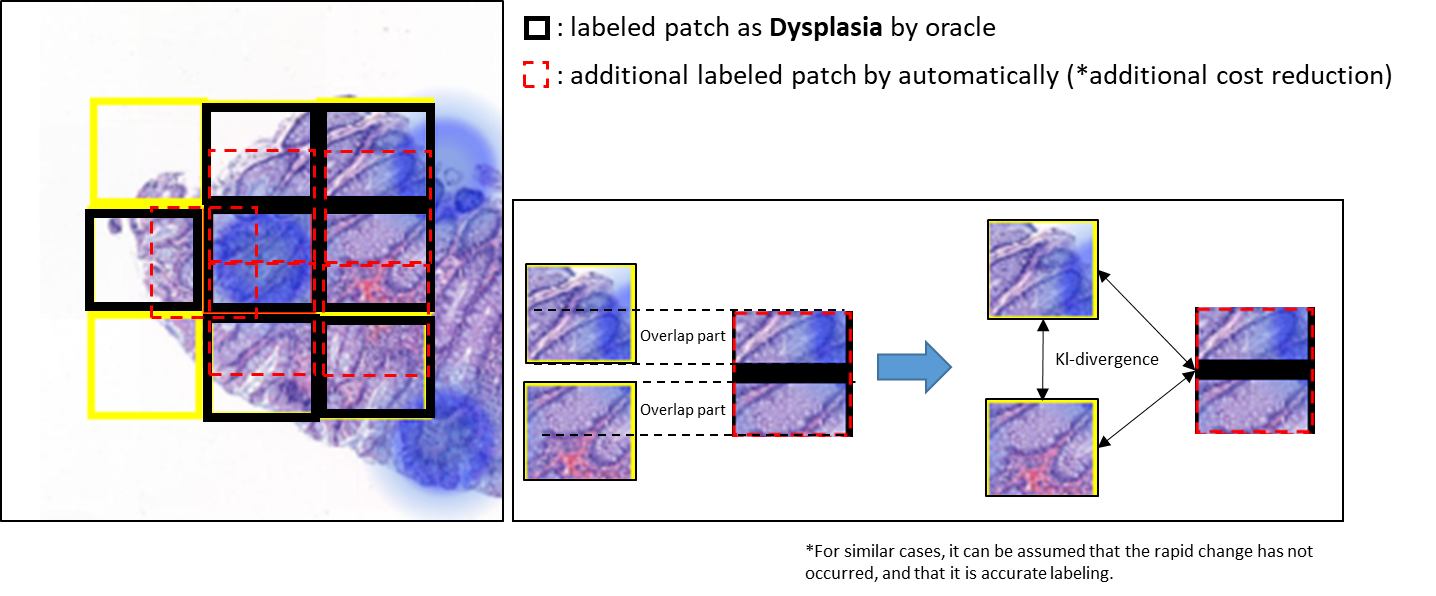 : labeled patch as Dysplasia by oracle
: additional labeled patch by automatically (*additional cost reduction)
Overlap part
Overlap part
Kl-divergence
*For similar cases, it can be assumed that the rapid change has not
occurred, and that it is accurate labeling.